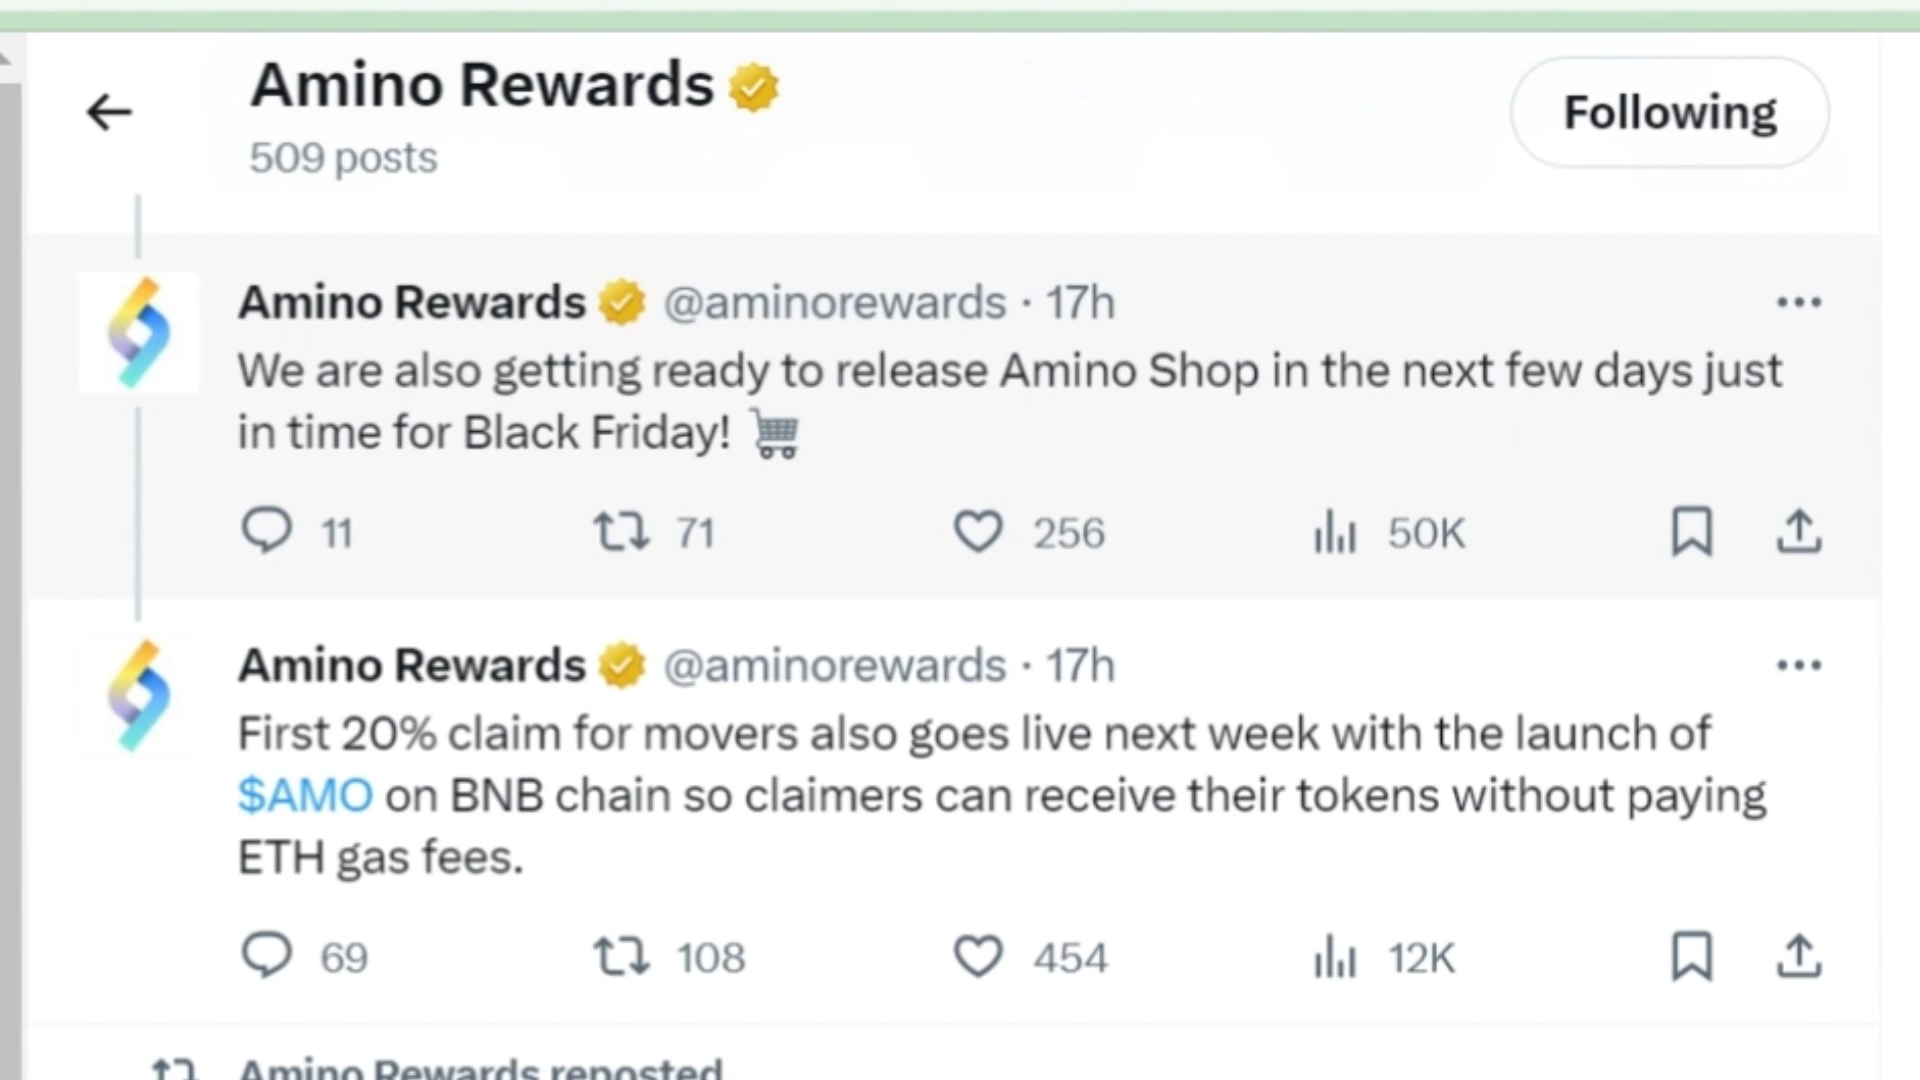 Amino Rewards
509 posts
Following
Amino Rewards @aminorewards · 17h
We are also getting ready to release Amino Shop in the next few days just
in time for Black Friday!
11 71 256 50K
Amino Rewards @aminorewards · 17h
First 20% claim for movers also goes live next week with the launch of
$AMO on BNB chain so claimers can receive their tokens without paying
ETH gas fees.
69 108 454 12K
Amino Rewards reposted